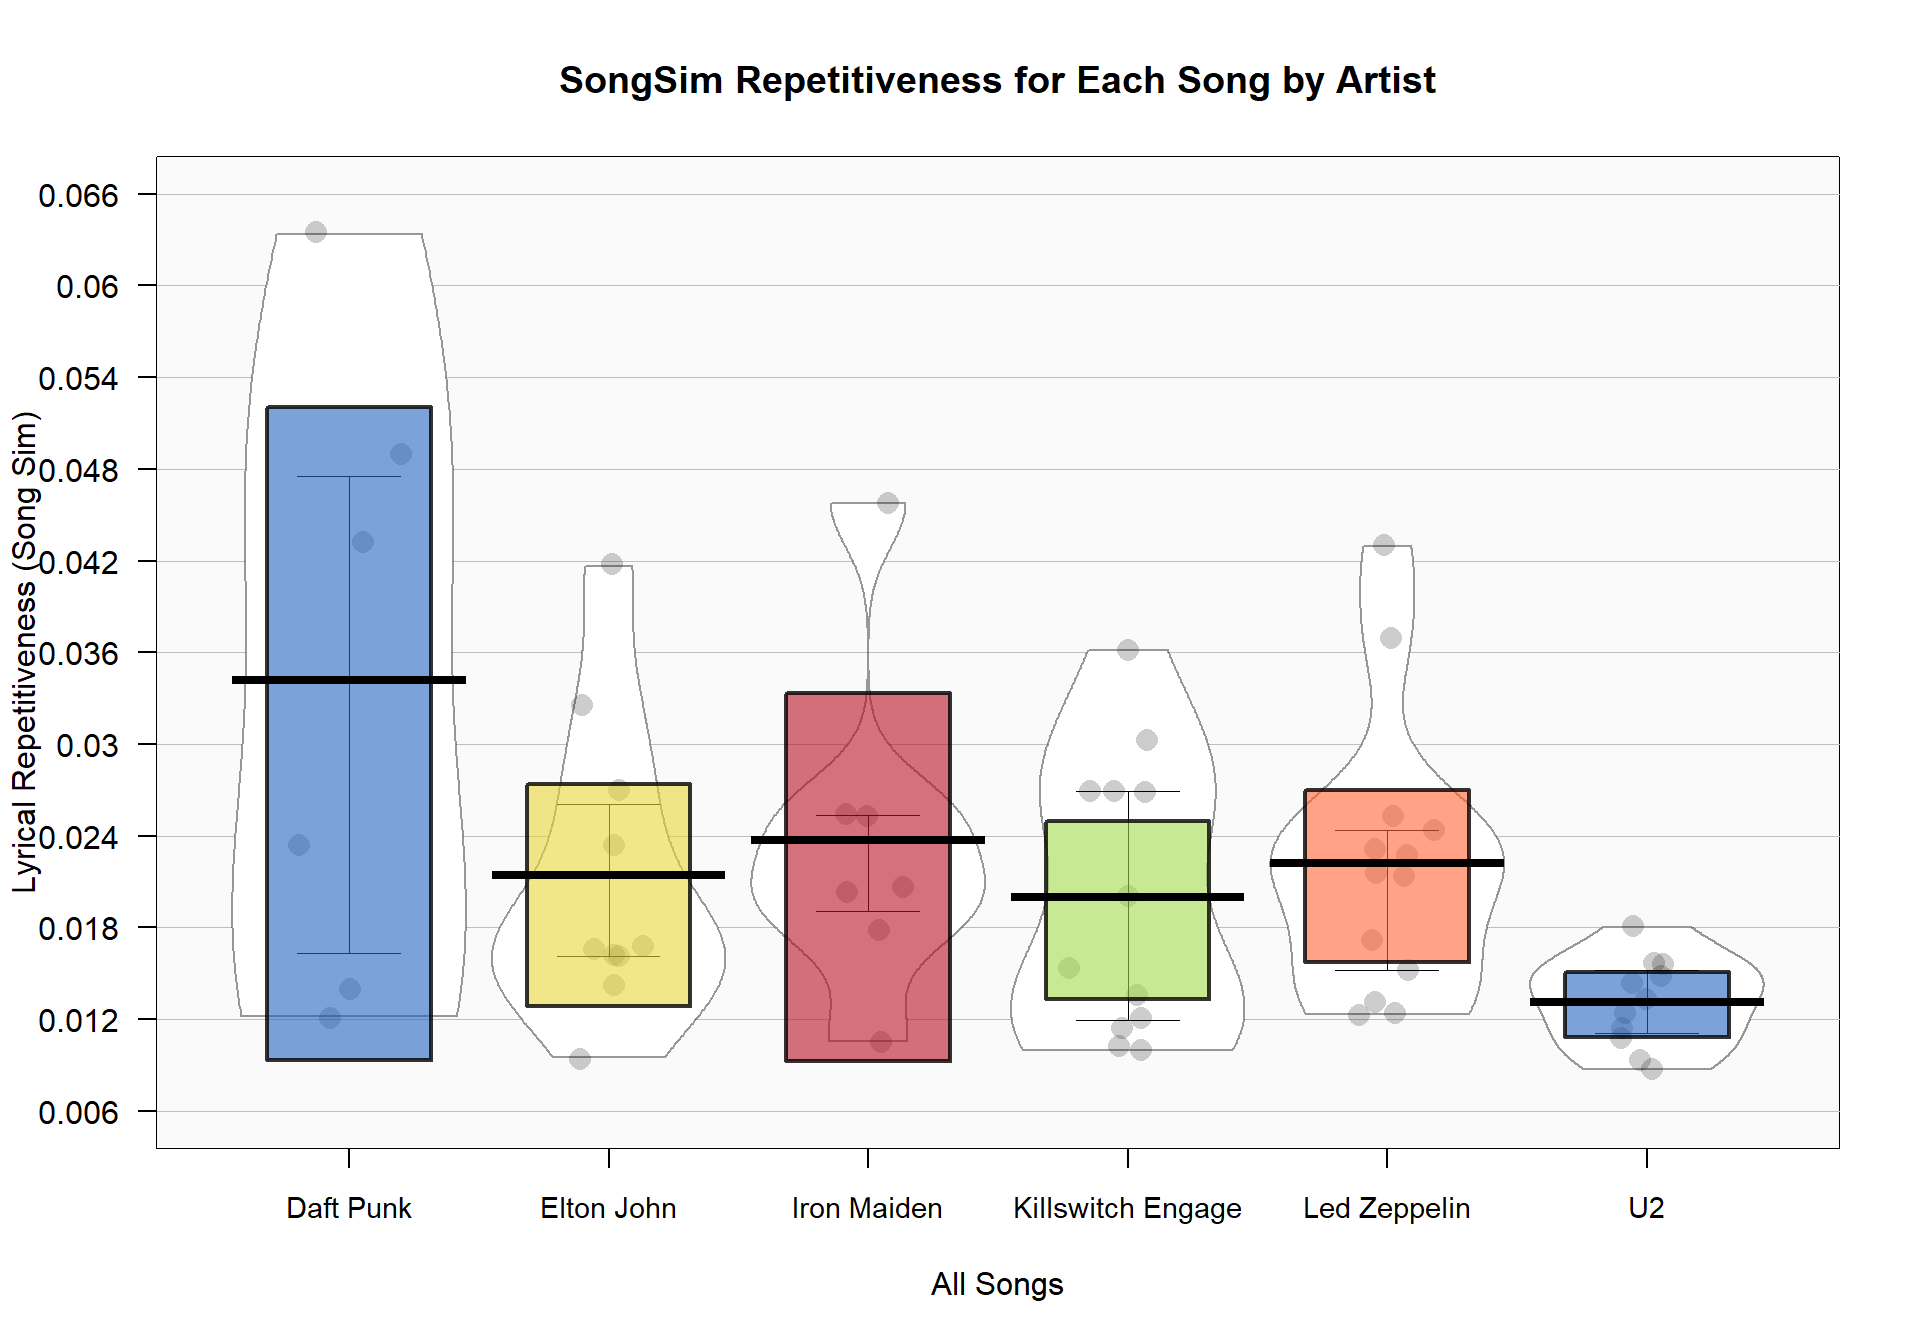 SongSim Repetitiveness for Each Song by Artist
Lyrical Repetitiveness (Song Sim)
0.066
0.06
0.054
0.048
0.042
0.036
0.03
0.024
0.018
0.012
0.006
Daft Punk
Elton John
Iron Maiden
Killswitch Engage
Led Zeppelin
U2
All Songs